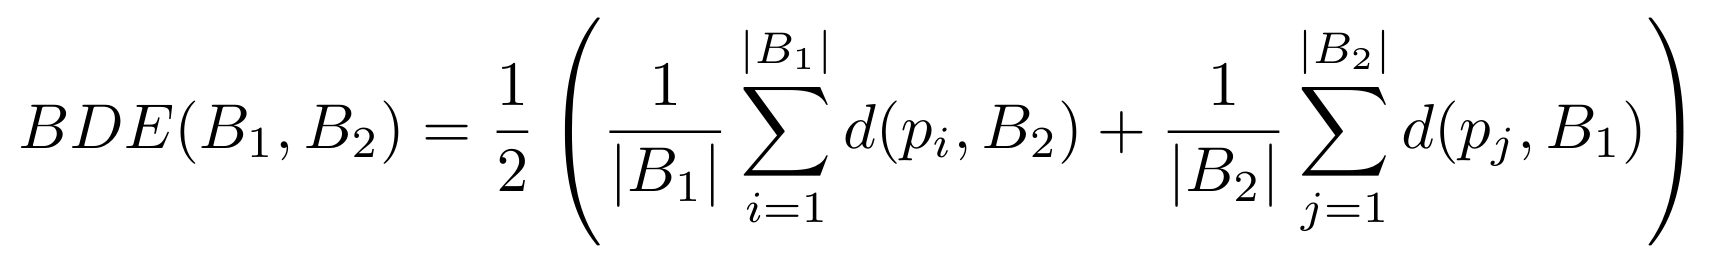 $BDE(B_1, B_2) = \frac{1}{2} \left( \frac{1}{|B_1|} \sum_{i=1}^{|B_1|} d(p_i, B_2) + \frac{1}{|B_2|} \sum_{j=1}^{|B_2|} d(p_j, B_1) \right)$